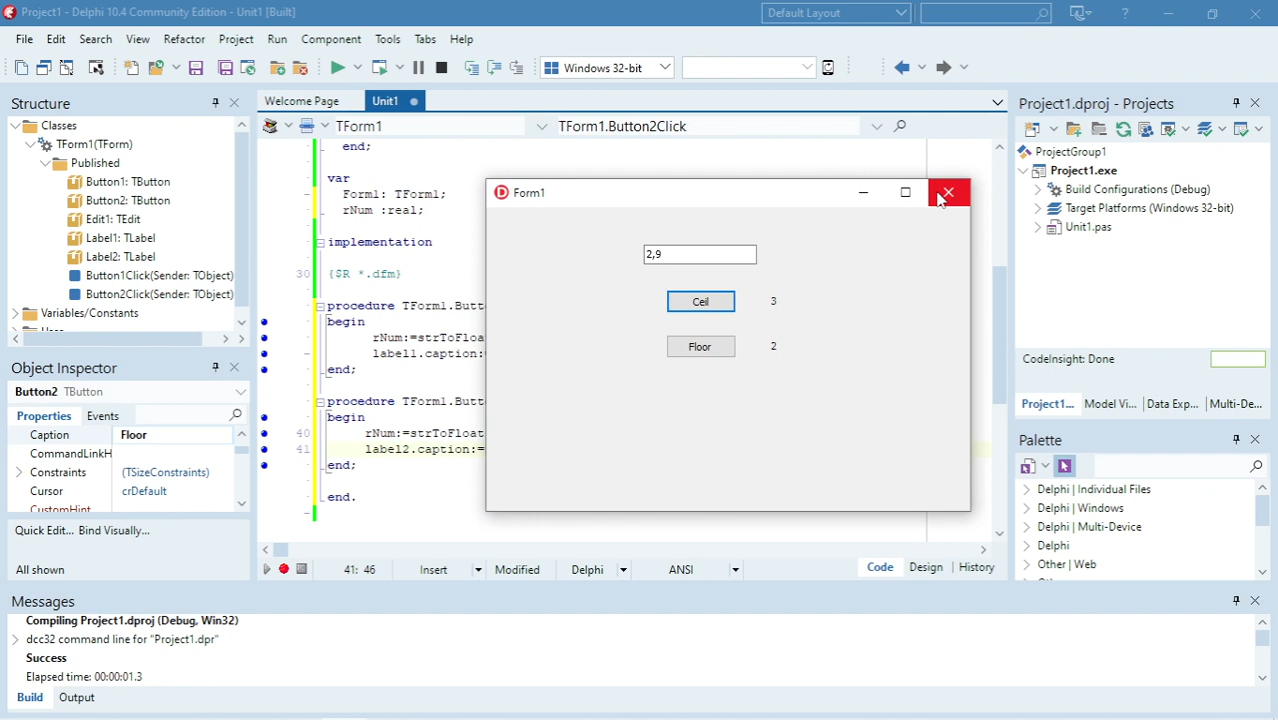 Project1 - Delphi 10.4 Community Edition - Unit1 [Built]
Default Layout
File Edit Search View Refactor Project Run Component Tools Tabs Help
Windows 32-bit
Structure
Classes
TForm1(TForm)
Published
Button1: TButton
Button2: TButton
Edit1: TEdit
Label1: TLabel
Label2: TLabel
Button1Click(Sender: TObject)
Button2Click(Sender: TObject)
Variables/Constants
Object Inspector
Button2 TButton
Properties Events
Caption Floor
CommandLinkH
Constraints (TSizeConstraints)
Cursor crDefault
CustomHint
Quick Edit... Bind Visually...
All shown
Welcome Page Unit1
TForm1 TForm1.Button2Click
end;
var
Form1: TForm1;
rNum :real;
implementation
30 {$R *.dfm}
procedure TForm1.Butt
begin
rNum:=strToFloa
label1.caption:
end;
procedure TForm1.Butt
begin
40 rNum:=strToFloat
41 label2.caption:=
end;
end.
Form1
2,9
Ceil 3
Floor 2
41: 46 Insert Modified Delphi ANSI Code Design History
Project1.dproj - Projects
ProjectGroup1
Project1.exe
Build Configurations (Debug)
Target Platforms (Windows 32-bit)
Unit1.pas
CodeInsight: Done
Project1... Model Vi... Data Exp... Multi-De...
Palette
Delphi | Individual Files
Delphi | Windows
Delphi | Multi-Device
Delphi
Other | Web
Messages
Compiling Project1.dproj (Debug, Win32)
dcc32 command line for "Project1.dpr"
Success
Elapsed time: 00:00:01.3
Build Output